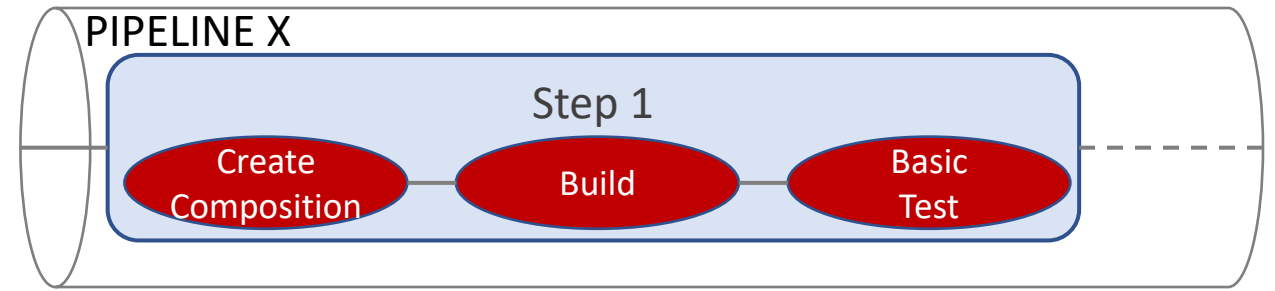 PIPELINE X
Step 1
Create
Composition
Build
Basic
Test